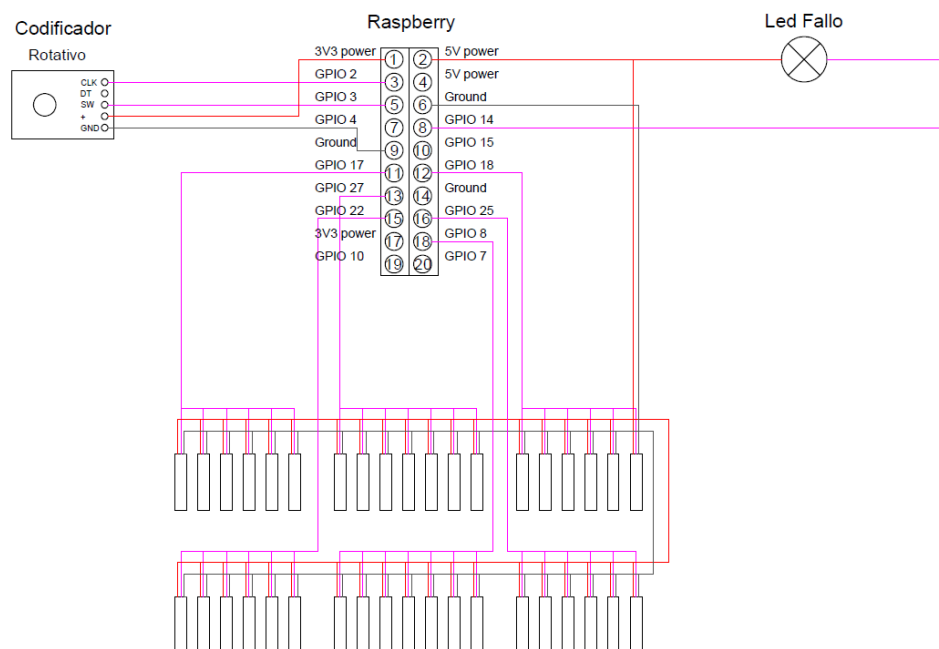 Codificador
Rotativo
CLK
DT
SW
+
GND
Raspberry
3V3 power 1 2 5V power
GPIO 2 3 4 5V power
GPIO 3 5 6 Ground
GPIO 4 7 8 GPIO 14
Ground 9 10 GPIO 15
GPIO 17 11 12 GPIO 18
GPIO 27 13 14 Ground
GPIO 22 15 16 GPIO 25
3V3 power 17 18 GPIO 8
GPIO 10 19 20 GPIO 7
Led Fallo